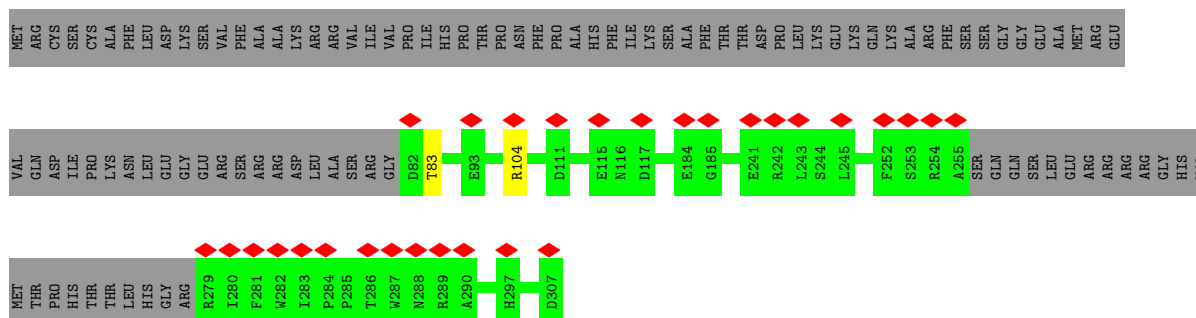 MET ARG CYS SER CYS ALA PHE LEU ASP LYS SER VAL PHE ALA ALA LYS ARG ARG VAL ILE VAL PRO ILE HIS PRO THR PRO ASN PHE PRO ALA HIS PHE ILE LYS SER ALA PHE THR THR ASP PRO LEU LYS GLU LYS GLN LYS ALA ARG PHE SER SER GLY GLY GLU ALA MET ARG GLU
VAL GLN ASP ILE PRO LYS ASN LEU GLU GLY GLU ARG SER ARG ARG ASP LEU ALA SER ARG GLY D82 T83 E93 R104 D111 E115 N116 D117 E184 G185 E241 R242 L243 S244 L245 F252 S253 R254 A255 SER GLN GLN SER LEU GLU ARG ARG ARG ARG GLY HIS
MET THR PRO HIS THR THR LEU HIS GLY ARG R279 I280 F281 W282 I283 P284 P285 T286 W287 N288 R289 A290 H297 D307